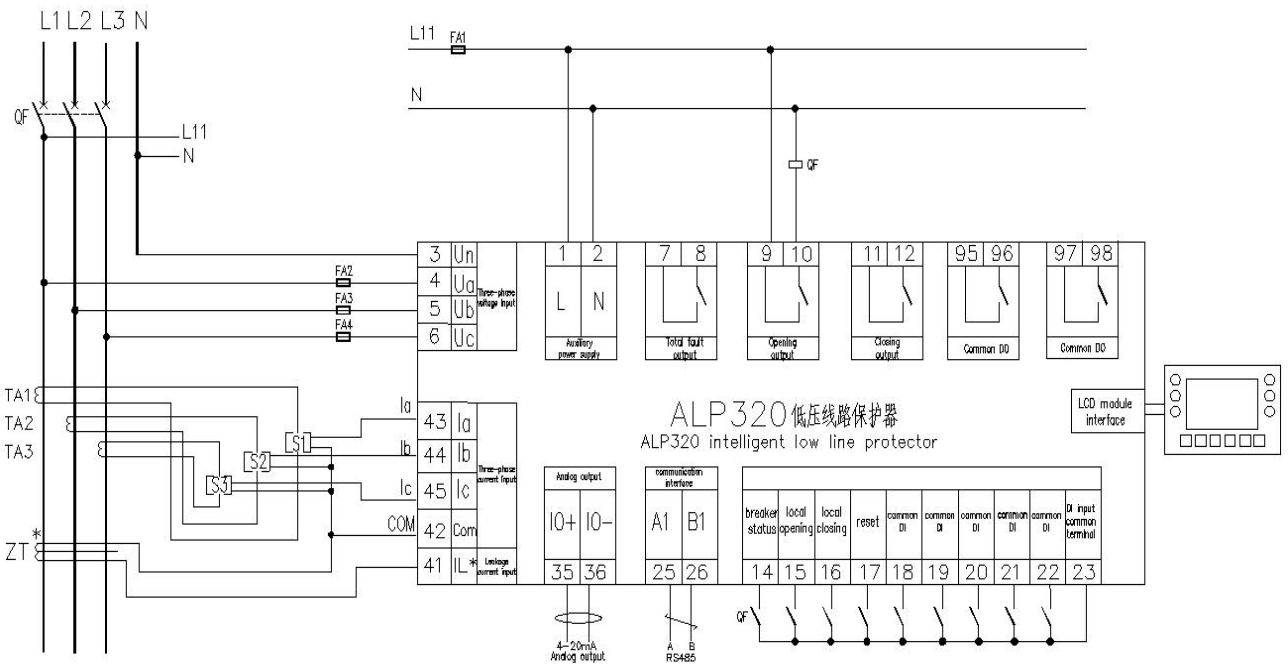 L1 L2 L3 N
QF
L11
N
L11
FA1
N
QF
FA2
FA3
FA4
3 Un
4 Ua
5 Ub
6 Uc
Three-phase
voltage input
1 2
L N
Auxiliary
power supply
7 8
Total fault
output
9 10
Opening
output
11 12
Closing
output
95 96
Common DO
97 98
Common DO
TA1
TA2
TA3
ZT
*
S1
S2
S3
Ia
Ib
Ic
COM
43 Ia
44 Ib
45 Ic
42 Com
41 IL*
Three-phase
current input
Leakage
current input
ALP320低压线路保护器
ALP320 intelligent low line protector
LCD module
interface
Analog output
IO+ IO-
35 36
4-20mA
Analog output
communication
interface
A1 B1
25 26
A B
RS485
breaker
status
local
opening
local
closing
reset
common
DI
common
DI
common
DI
common
DI
common
DI
DI input
common
terminal
14 15 16 17 18 19 20 21 22 23
QF